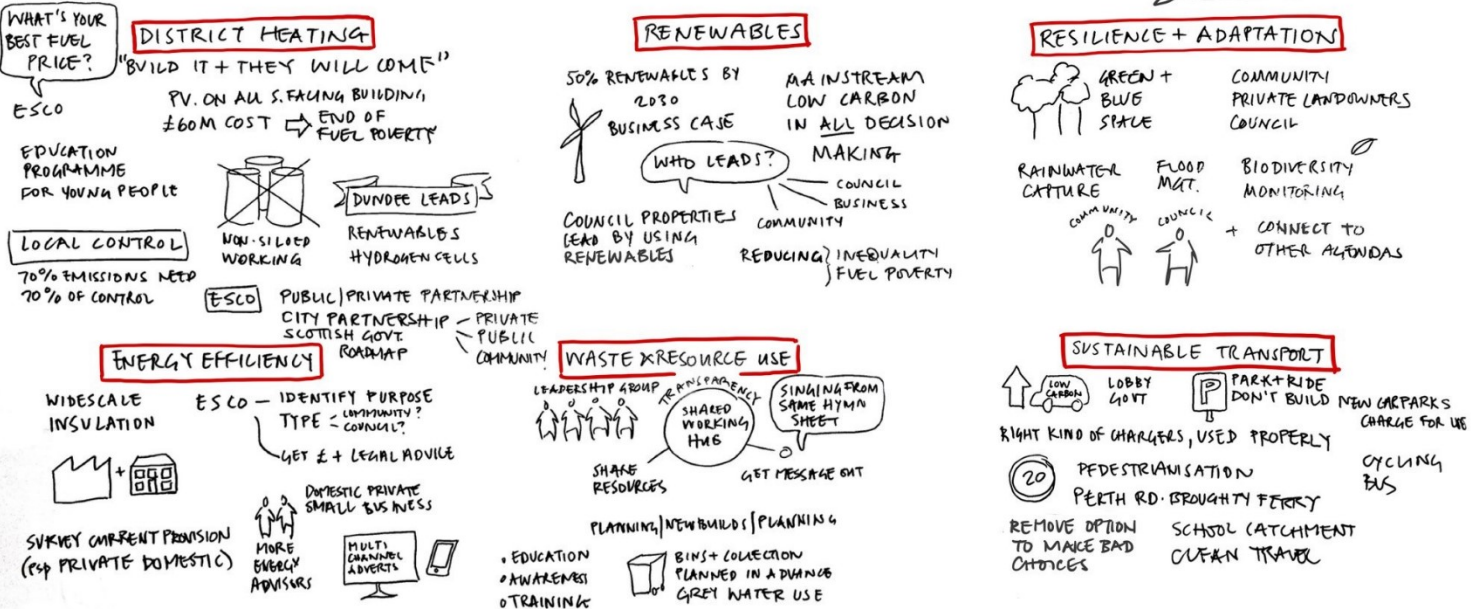 WHAT'S YOUR
BEST FUEL
PRICE?
ESCO
EDUCATION
PROGRAMME
FOR YOUNG PEOPLE
LOCAL CONTROL
70% EMISSIONS NEED
70% OF CONTROL
DISTRICT HEATING
"BUILD IT + THEY WILL COME"
PV. ON ALL S. FACING BUILDING,
£60M COST ⇨ END OF
FUEL POVERTY
NON-SILOED
WORKING
DUNDEE LEADS
RENEWABLES
HYDROGEN CELLS
ESCO
PUBLIC/PRIVATE PARTNERSHIP
CITY PARTNERSHIP – PRIVATE
PUBLIC
COMMUNITY
SCOTTISH GOVT.
ROADMAP
RENEWABLES
50% RENEWABLES BY
2030
BUSINESS CASE
MAINSTREAM
LOW CARBON
IN ALL DECISION
MAKING
WHO LEADS?
COUNCIL
BUSINESS
COMMUNITY
COUNCIL PROPERTIES
LEAD BY USING
RENEWABLES
REDUCING } INEQUALITY
FUEL POVERTY
RESILIENCE + ADAPTATION
GREEN +
BLUE
SPACE
COMMUNITY
PRIVATE LANDOWNERS
COUNCIL
RAINWATER
CAPTURE
FLOOD
MGT.
BIODIVERSITY
MONITORING
COMMUNITY
COUNCIL
+ CONNECT TO
OTHER AGENDAS
ENERGY EFFICIENCY
WIDESCALE
INSULATION
ESCO – IDENTIFY PURPOSE
TYPE – COMMUNITY?
COUNCIL?
GET £ + LEGAL ADVICE
+
SURVEY CURRENT PROVISION
(esp PRIVATE DOMESTIC)
DOMESTIC PRIVATE
SMALL BUSINESS
MORE
ENERGY
ADVISORS
MULTI
CHANNEL
ADVERTS
WASTE & RESOURCE USE
LEADERSHIP GROUP
TRANSPARENCY
SHARED
WORKING
HUB
SINGING FROM
SAME HYMN
SHEET
SHARE
RESOURCES
GET MESSAGE OUT
PLANNING/NEWBUILDS/PLANNING
• EDUCATION
• AWARENESS
• TRAINING
BINS + COLLECTION
PLANNED IN ADVANCE
GREY WATER USE
SUSTAINABLE TRANSPORT
LOW
CARBON
LOBBY
GOVT
P
PARK + RIDE
DON'T BUILD
NEW CARPARKS
CHARGE FOR USE
RIGHT KIND OF CHARGERS, USED PROPERLY
20
PEDESTRIANISATION
PERTH RD. BROUGHTY FERRY
CYCLING
BUS
REMOVE OPTION
TO MAKE BAD
CHOICES
SCHOOL CATCHMENT
CLEAN TRAVEL